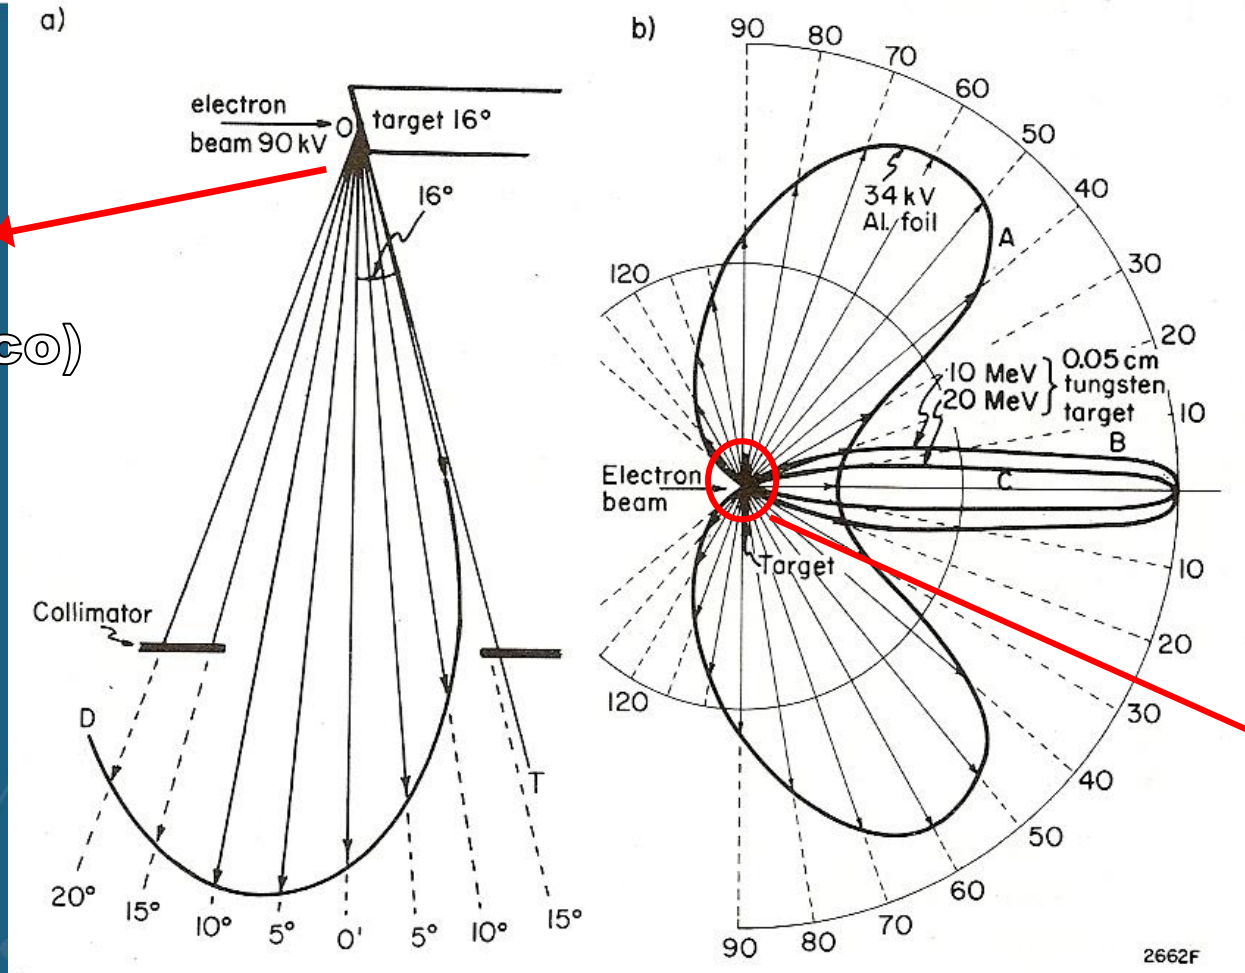 a)
electron
beam 90 kV
O
target 16°
16°
co)
Collimator
D
T
20°
15°
10°
5°
0'
5°
10°
15°
b)
90
80
70
60
50
40
30
20
10
10
20
30
40
50
60
70
80
90
120
120
34 kV
Al. foil
A
10 MeV
20 MeV
0.05 cm
tungsten
target
B
C
Electron
beam
Target
2662F